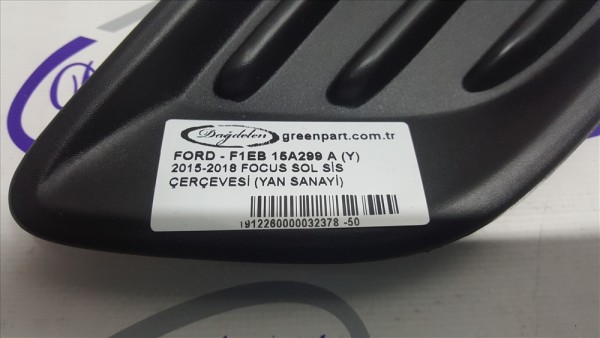 Dağdelen greenpart.com.tr
FORD - F1EB 15A299 A (Y)
2015-2018 FOCUS SOL SİS
ÇERÇEVESİ (YAN SANAYİ)
1912260000032378 -50